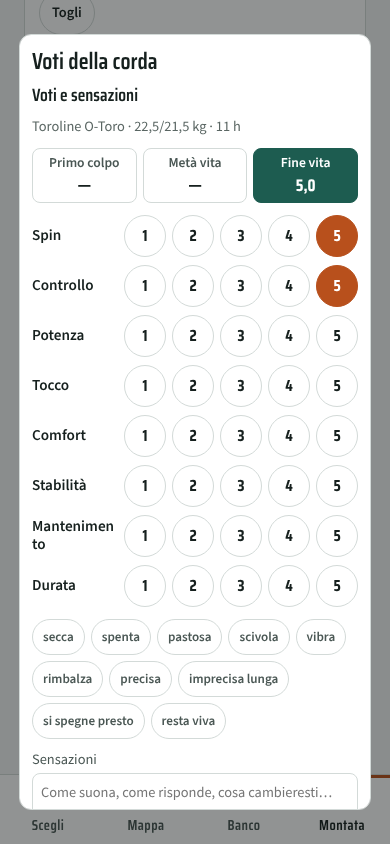 Togli
Voti della corda
Voti e sensazioni
Toroline O-Toro · 22,5/21,5 kg · 11 h
Primo colpo Metà vita Fine vita
— — 5,0
Spin 1 2 3 4 5
Controllo 1 2 3 4 5
Potenza 1 2 3 4 5
Tocco 1 2 3 4 5
Comfort 1 2 3 4 5
Stabilità 1 2 3 4 5
Mantenimen
to 1 2 3 4 5
Durata 1 2 3 4 5
secca spenta pastosa scivola vibra
rimbalza precisa imprecisa lunga
si spegne presto resta viva
Sensazioni
Come suona, come risponde, cosa cambieresti…
Scegli Mappa Banco Montata